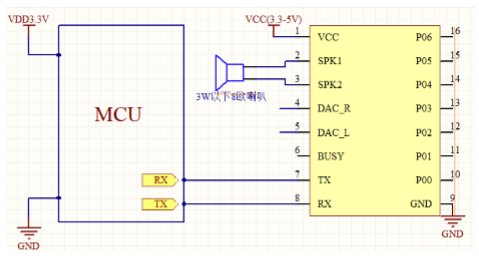 VDD3.3V
VCC(3.3-5V)
MCU
RX
TX
GND
3W以下8欧喇叭
1 VCC P06 16
2 SPK1 P05 15
3 SPK2 P04 14
4 DAC_R P03 13
5 DAC_L P02 12
6 BUSY P01 11
7 TX P00 10
8 RX GND 9
GND